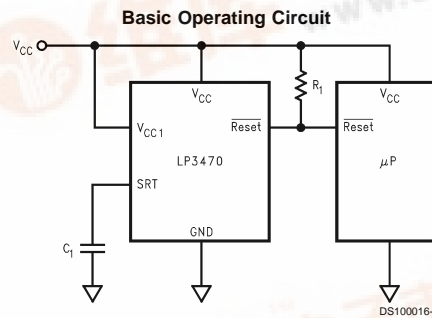 Basic Operating Circuit
VCC
VCC
R1
VCC
VCC1
Reset
Reset
LP3470
μP
SRT
C1
GND
DS100016-